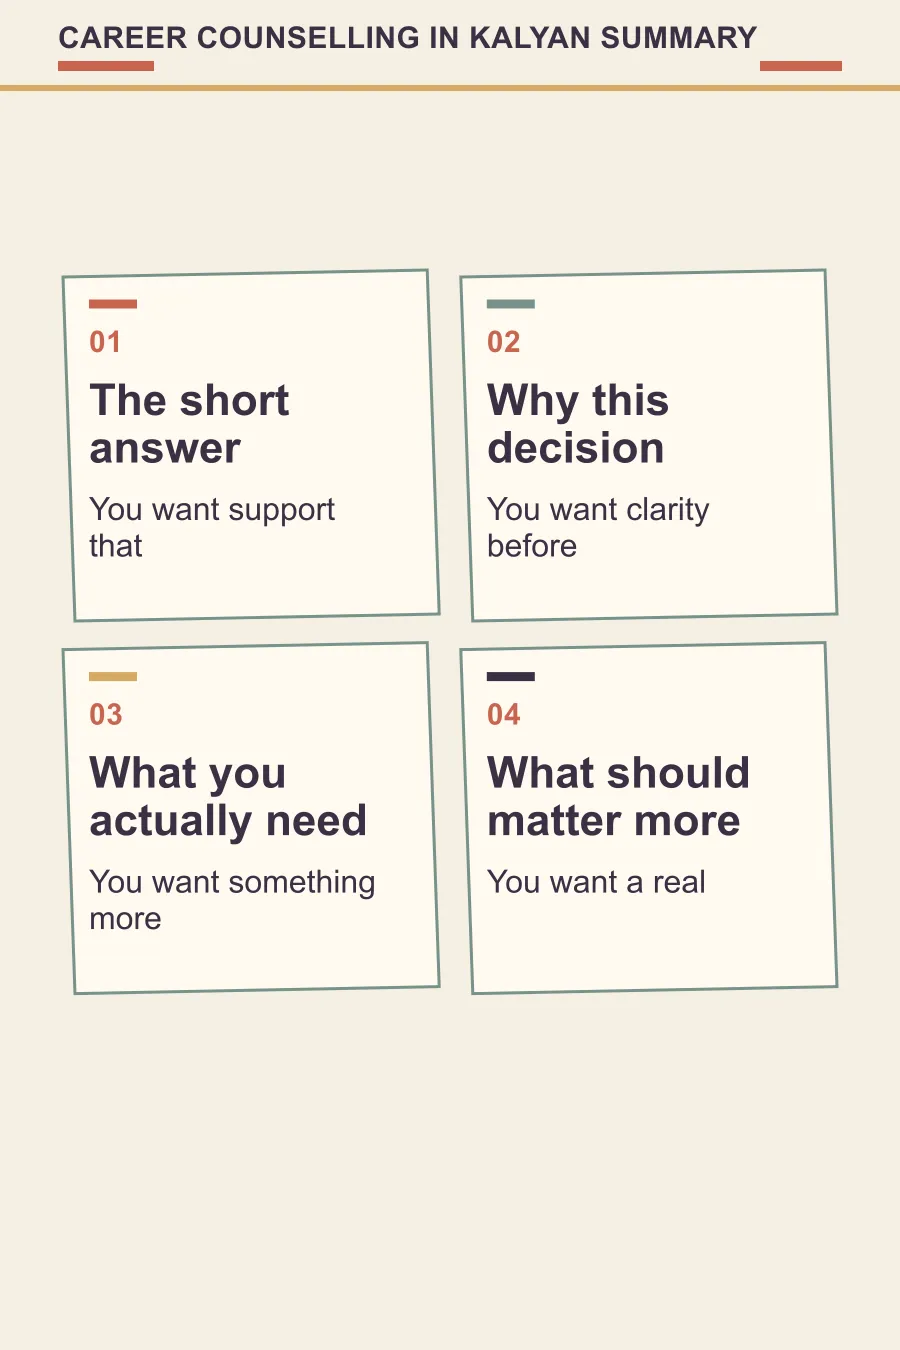 CAREER COUNSELLING IN KALYAN SUMMARY
01
The short
answer
You want support
that
02
Why this
decision
You want clarity
before
03
What you
actually need
You want something
more
04
What should
matter more
You want a real